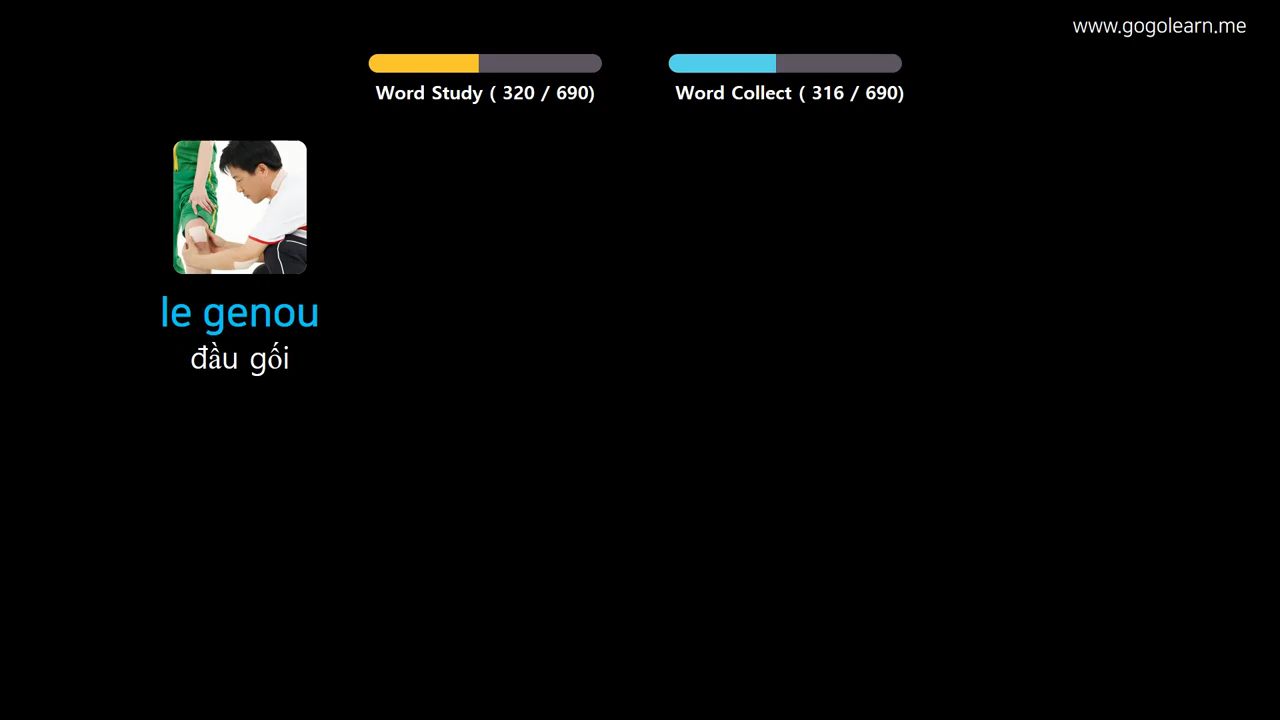 www.gogolearn.me
Word Study ( 320 / 690)
Word Collect ( 316 / 690)
le genou
đầu gối